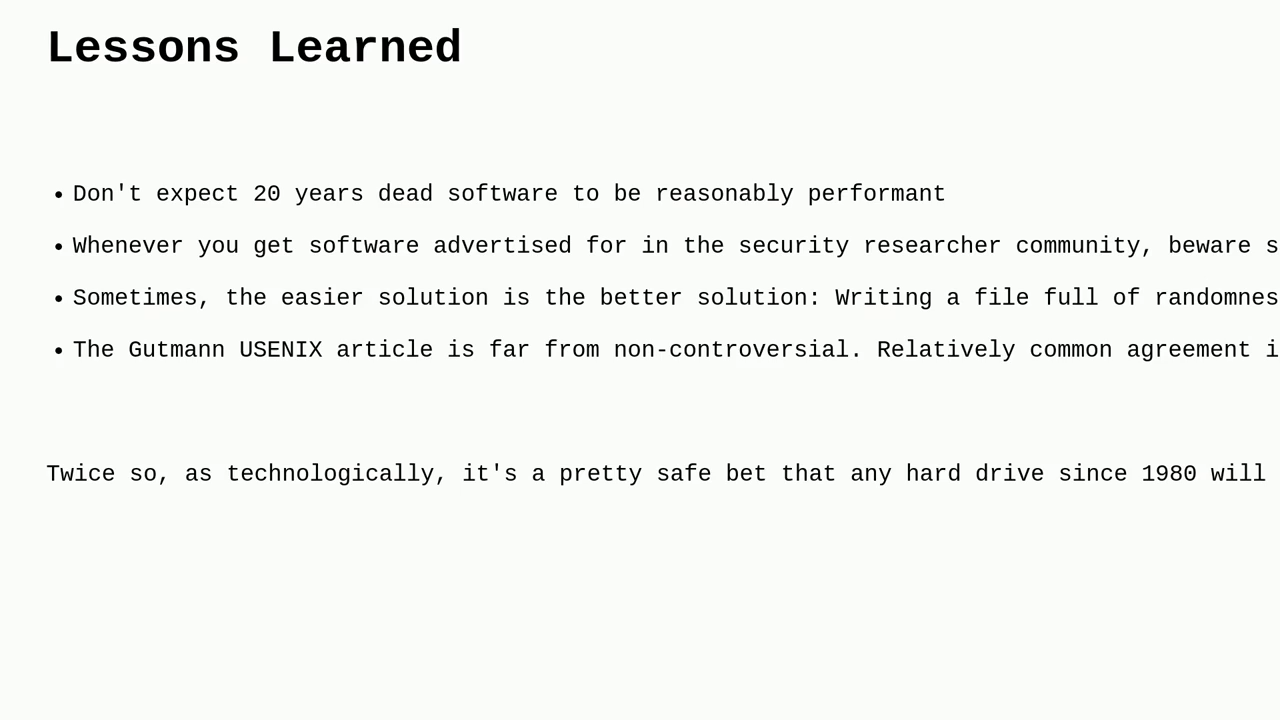 Lessons Learned
• Don't expect 20 years dead software to be reasonably performant
• Whenever you get software advertised for in the security researcher community, beware s
• Sometimes, the easier solution is the better solution: Writing a file full of randomnes
• The Gutmann USENIX article is far from non-controversial. Relatively common agreement i
Twice so, as technologically, it's a pretty safe bet that any hard drive since 1980 will